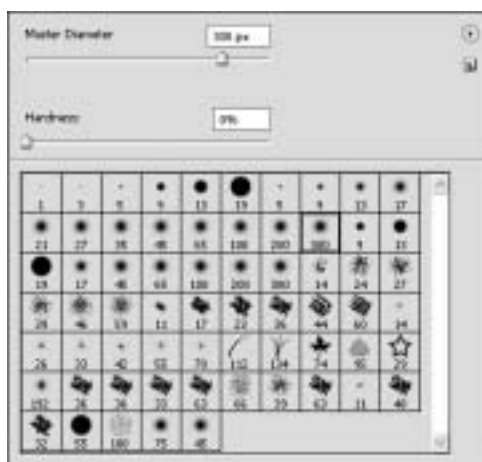 Master Diameter
300 px
Hardness
0%
1 3 5 9 13 19 5 9 13 17
21 27 35 45 65 100 200 300 9 13
19 17 45 65 100 200 300 14 24 27
39 46 59 11 17 23 36 44 60 14
26 33 42 55 70 112 134 74 95 29
192 36 36 33 63 66 39 63 11 48
32 55 100 75 45